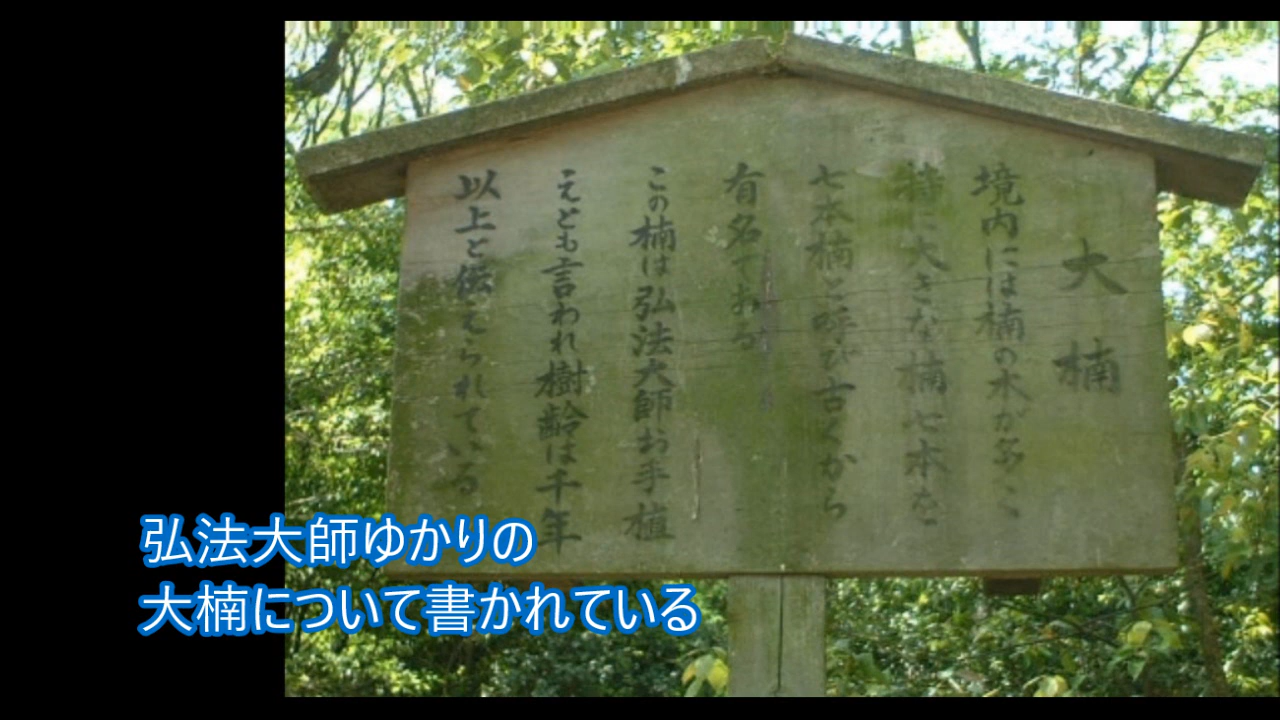 大楠
境内には楠の木が多く
特に大きな楠七本を
七本楠と呼び古くから
有名である
この楠は弘法大師お手植
えとも言われ樹齢は千年
以上と伝えられている
弘法大師ゆかりの
大楠について書かれている